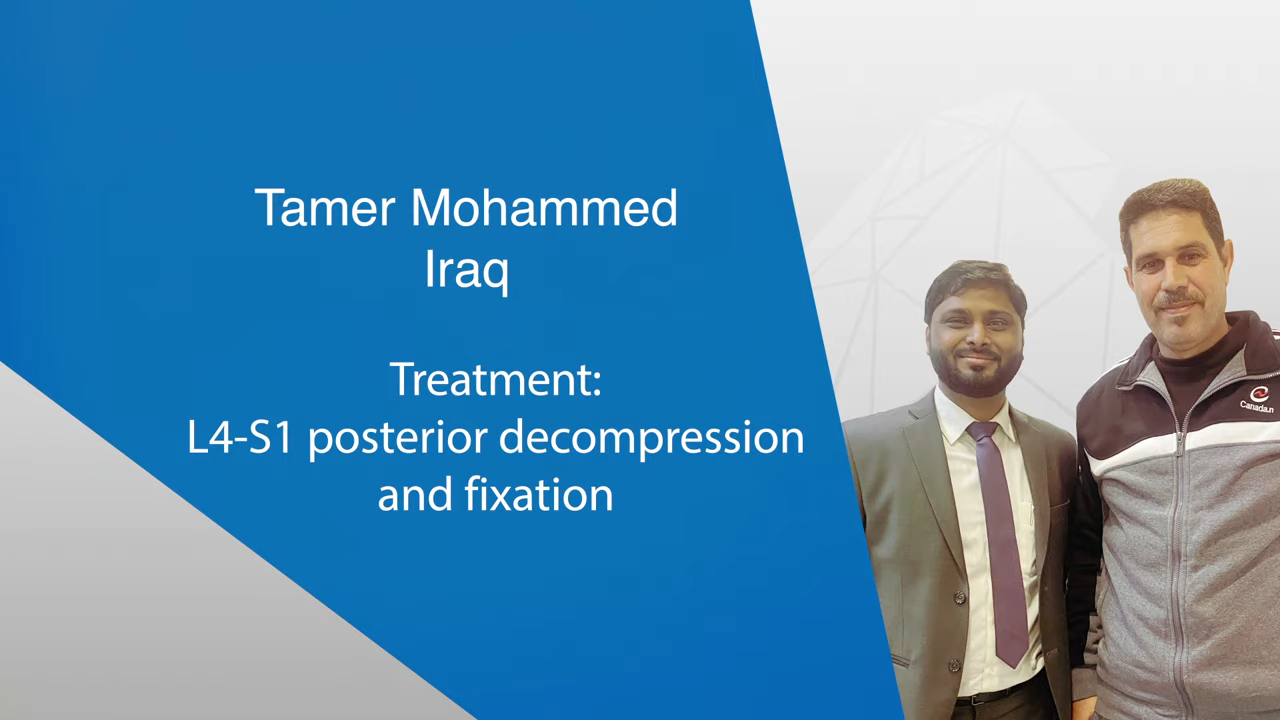 Tamer Mohammed
Iraq
Treatment:
L4-S1 posterior decompression
and fixation
Canada.n